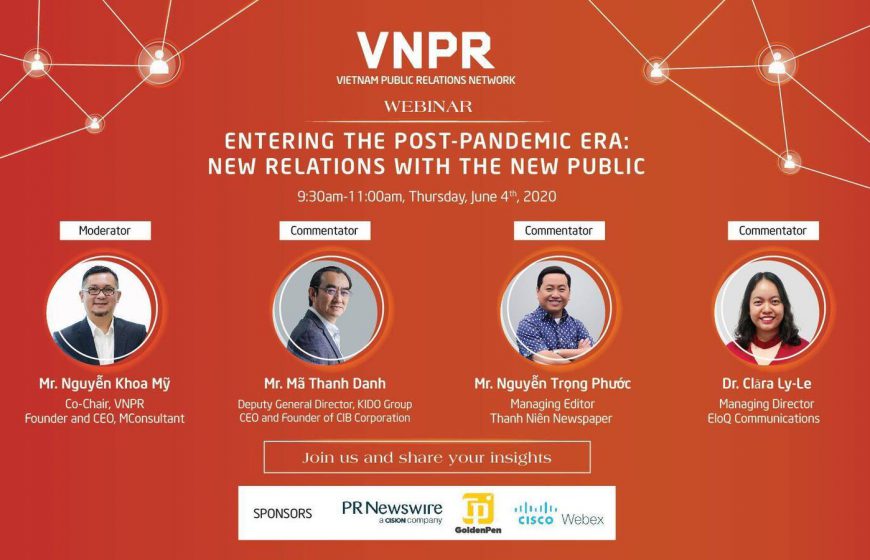 VNPR
VIETNAM PUBLIC RELATIONS NETWORK
WEBINAR
ENTERING THE POST-PANDEMIC ERA:
NEW RELATIONS WITH THE NEW PUBLIC
9:30am-11:00am, Thursday, June 4th, 2020
Moderator
Commentator
Commentator
Commentator
Mr. Nguyễn Khoa Mỹ
Co-Chair, VNPR
Founder and CEO, MConsultant
Mr. Mã Thanh Danh
Deputy General Director, KIDO Group
CEO and Founder of CIB Corporation
Mr. Nguyễn Trọng Phước
Managing Editor
Thanh Niên Newspaper
Dr. Clāra Ly-Le
Managing Director
EloQ Communications
Join us and share your insights
SPONSORS
PR Newswire
a CISION company
GoldenPen
CISCO Webex